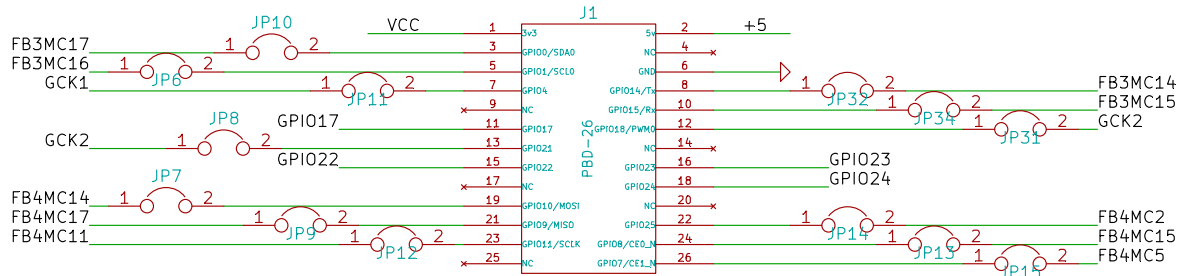 J1
VCC 1 3v3 5v 2 +5
JP10
FB3MC17 1 2 3 GPIO0/SDA0 NC 4
FB3MC16 1 2 5 GPIO1/SCL0 GND 6
JP6
GCK1 1 2 7 GPIO4 GPIO14/Tx 8 1 2 FB3MC14
JP11 JP32
9 NC GPIO15/Rx 10 1 2 FB3MC15
JP34
GPIO17 11 GPIO17 GPIO18/PWM0 12 1 2 GCK2
JP31
JP8
GCK2 1 2 13 GPIO21 NC 14
GPIO22 15 GPIO22 GPIO23 16 GPIO23
PBD-26
17 NC GPIO24 18 GPIO24
JP7
FB4MC14 1 2 19 GPIO10/MOSI NC 20
FB4MC17 1 2 21 GPIO9/MISO GPIO25 22 1 2 FB4MC2
JP9 JP14
FB4MC11 1 2 23 GPIO11/SCLK GPIO8/CE0_N 24 1 2 FB4MC15
JP12 JP13
25 NC GPIO7/CE1_N 26 1 2 FB4MC5
JP15